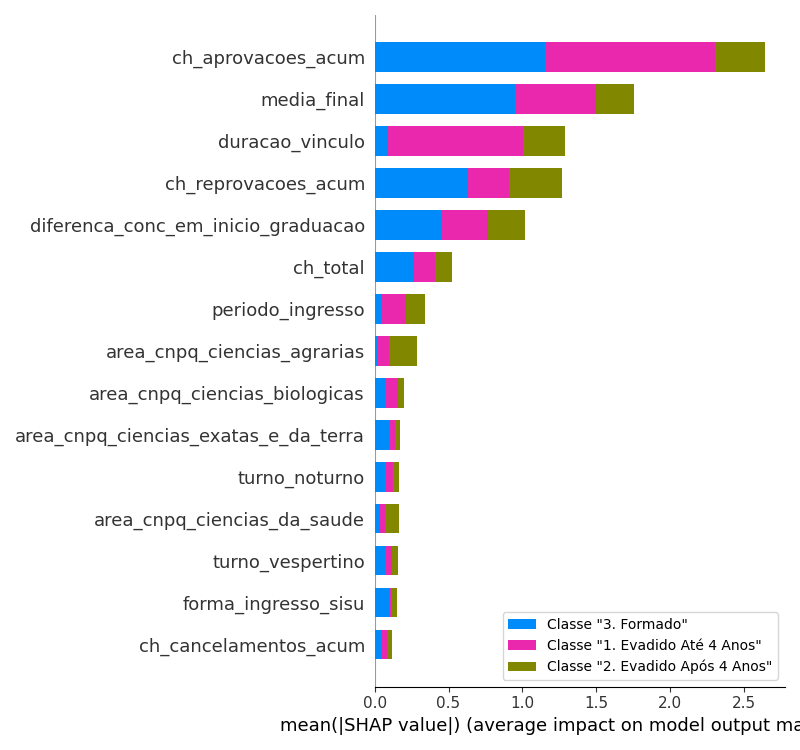 ch_aprovacoes_acum
media_final
duracao_vinculo
ch_reprovacoes_acum
diferenca_conc_em_inicio_graduacao
ch_total
periodo_ingresso
area_cnpq_ciencias_agrarias
area_cnpq_ciencias_biologicas
area_cnpq_ciencias_exatas_e_da_terra
turno_noturno
area_cnpq_ciencias_da_saude
turno_vespertino
forma_ingresso_sisu
ch_cancelamentos_acum
Classe "3. Formado"
Classe "1. Evadido Até 4 Anos"
Classe "2. Evadido Após 4 Anos"
0.0 0.5 1.0 1.5 2.0 2.5
mean(|SHAP value|) (average impact on model output ma